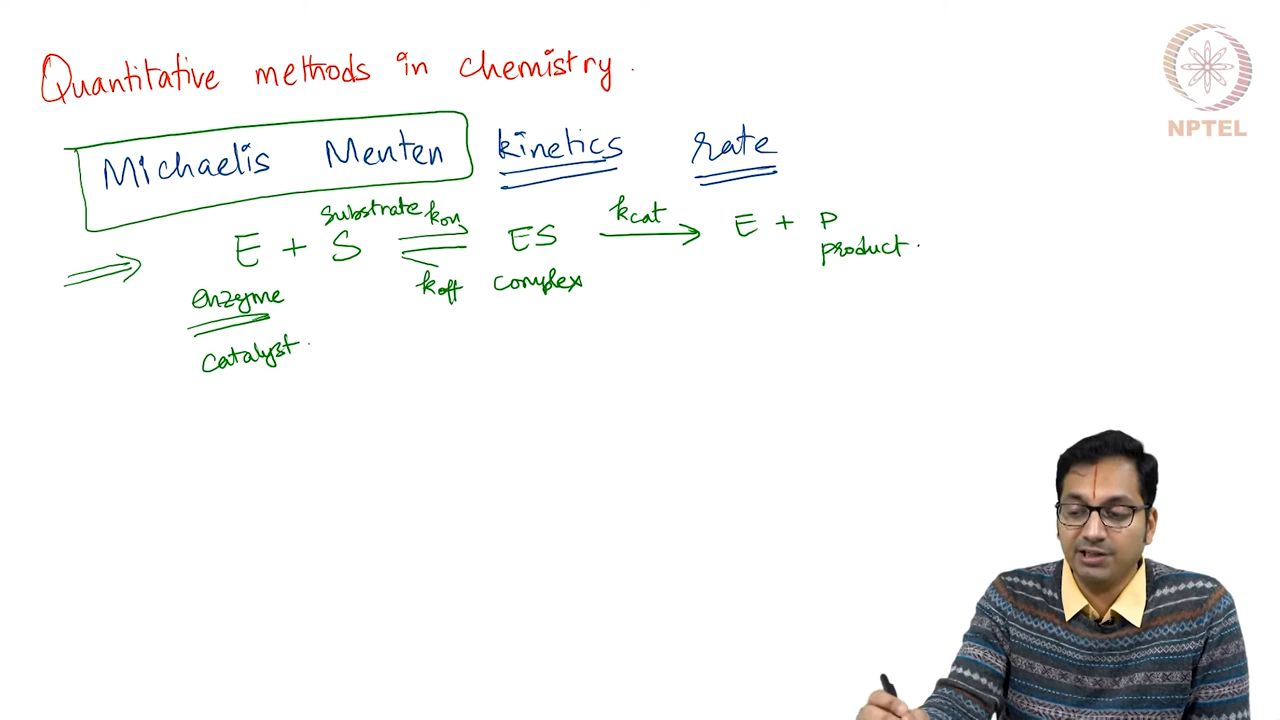 Quantitative methods in chemistry.
NPTEL
Michaelis Menten kinetics rate
substrate kon kcat
E + S ES E + P
koff complex product.
enzyme
catalyst.